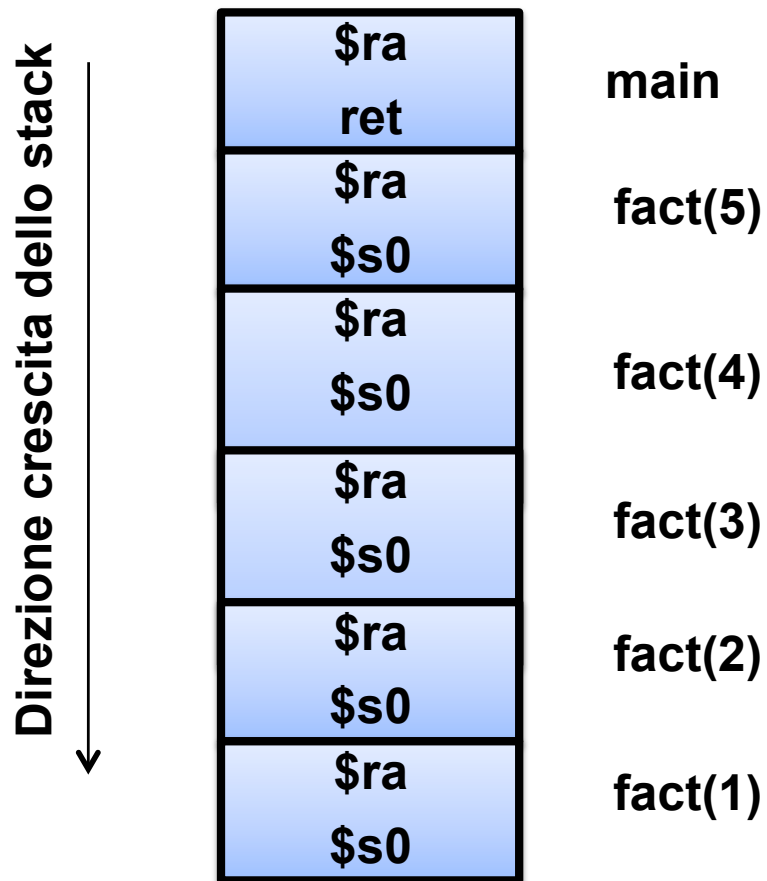 Direzione crescita dello stack
$ra
ret
main
$ra
$s0
fact(5)
$ra
$s0
fact(4)
$ra
$s0
fact(3)
$ra
$s0
fact(2)
$ra
$s0
fact(1)